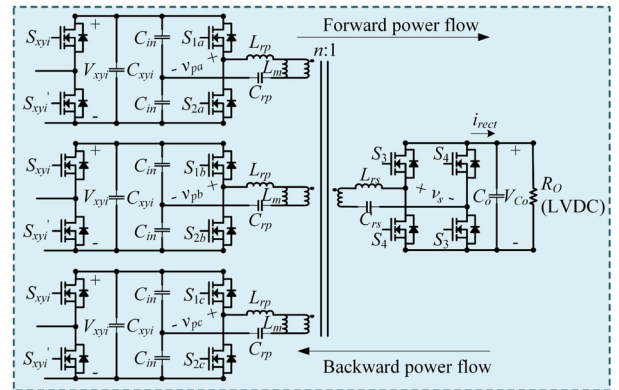 Forward power flow
S_xyi + V_xyi C_xyi - C_in S_1a L_rp n:1
- v_pa + L_m
S_xyi' C_in S_2a C_rp
S_xyi + V_xyi C_xyi - C_in S_1b L_rp
- v_pb + L_m
S_xyi' C_in S_2b C_rp
S_xyi + V_xyi C_xyi - C_in S_1c L_rp
- v_pc + L_m
S_xyi' C_in S_2c C_rp
i_rect
S_3 S_4 +
L_rs + v_s - C_o V_Co R_O
(LVDC)
C_rs
S_4 S_3 -
Backward power flow